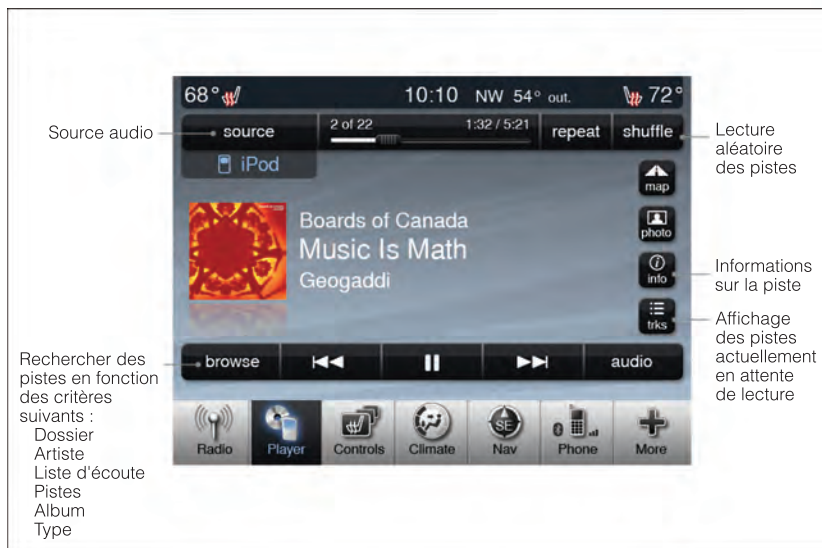 68° 10:10 NW 54° out. 72°
Source audio
source
2 of 22 1:32 / 5:21
repeat
shuffle
Lecture
aléatoire
des pistes
iPod
map
Boards of Canada
Music Is Math
Geogaddi
photo
info
Informations
sur la piste
trks
Affichage
des pistes
actuellement
en attente
de lecture
Rechercher des
pistes en fonction
des critères
suivants :
Dossier
Artiste
Liste d'écoute
Pistes
Album
Type
browse
audio
Radio
Player
Controls
Climate
SE
Nav
Phone
More